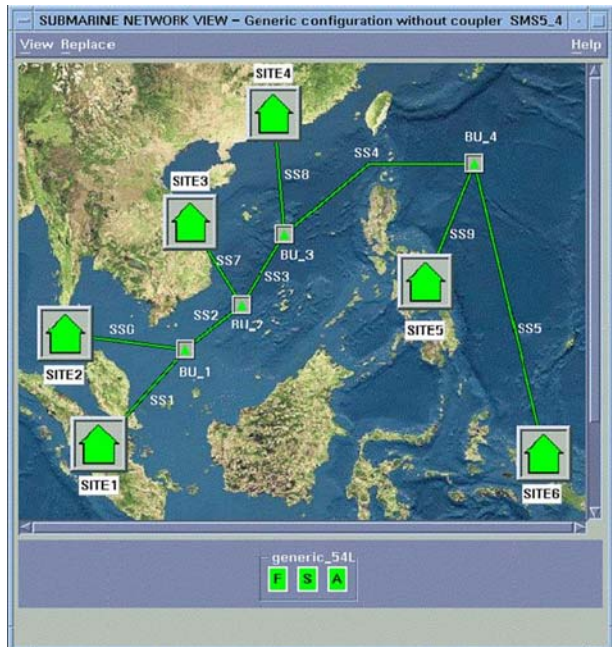 SUBMARINE NETWORK VIEW – Generic configuration without coupler SMS5_4
View Replace Help
SITE4
BU_4
SS4
SITE3
SS8
BU_3
SS9
SS7
SS3
SS2
BU_2
SITE5
SS6
SS5
SITE2
BU_1
SS1
SITE1
SITE6
generic_54L
F S A